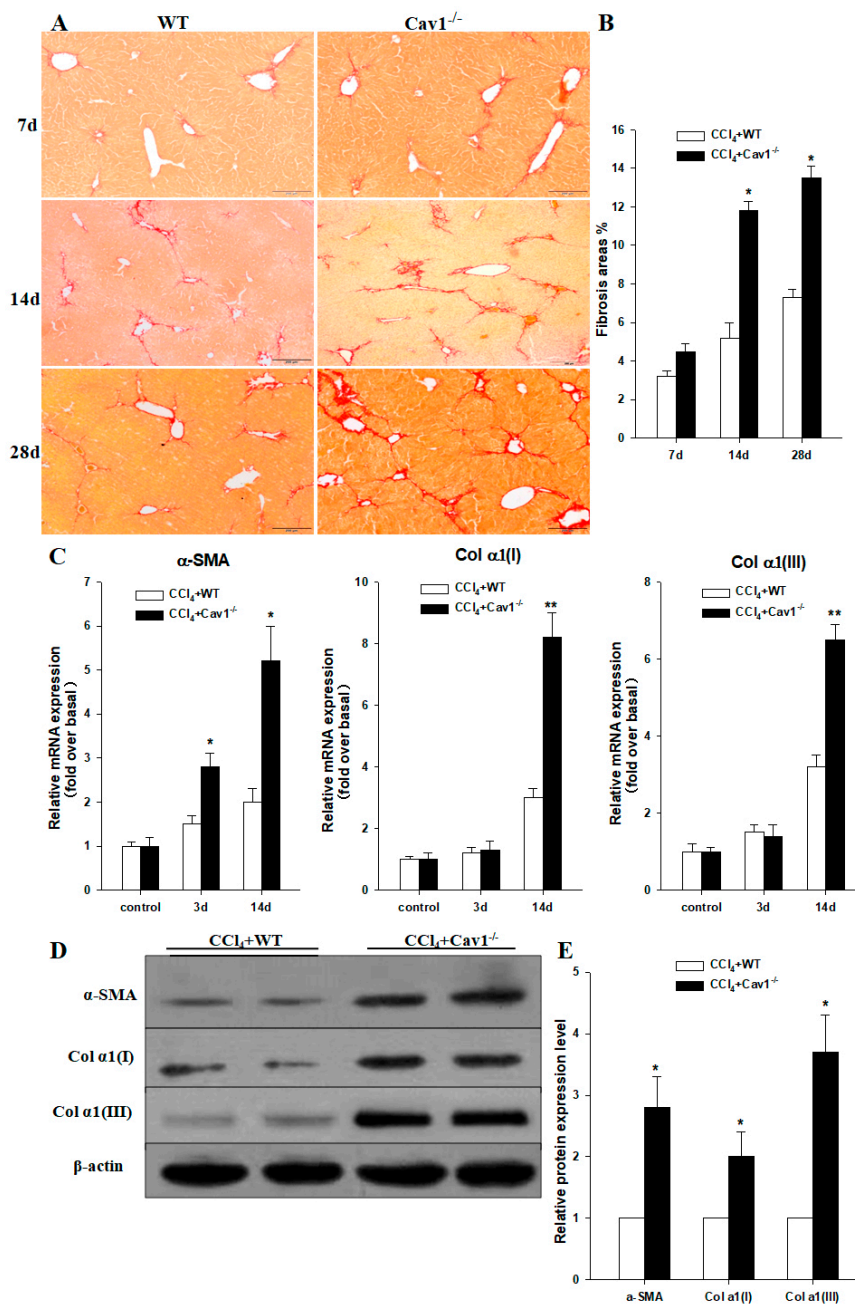 A
WT
Cav1-/-
B
7d
14d
28d
CCl4+WT
CCl4+Cav1-/-
Fibrosis areas %
16
14
12
10
8
6
4
2
0
*
*
7d
14d
28d
C
α-SMA
CCl4+WT
CCl4+Cav1-/-
Relative mRNA expression
(fold over basal)
7
6
5
4
3
2
1
0
*
*
control
3d
14d
Col α1(I)
CCl4+WT
CCl4+Cav1-/-
Relative mRNA expression
(fold over basal)
10
8
6
4
2
0
**
control
3d
14d
Col α1(III)
CCl4+WT
CCl4+Cav1-/-
Relative mRNA expression
(fold over basal)
8
6
4
2
0
**
control
3d
14d
D
CCl4+WT
CCl4+Cav1-/-
α-SMA
Col α1(I)
Col α1(III)
β-actin
E
CCl4+WT
CCl4+Cav1-/-
Relative protein expression level
5
4
3
2
1
0
*
*
*
a-SMA
Col a1(I)
Col a1(III)